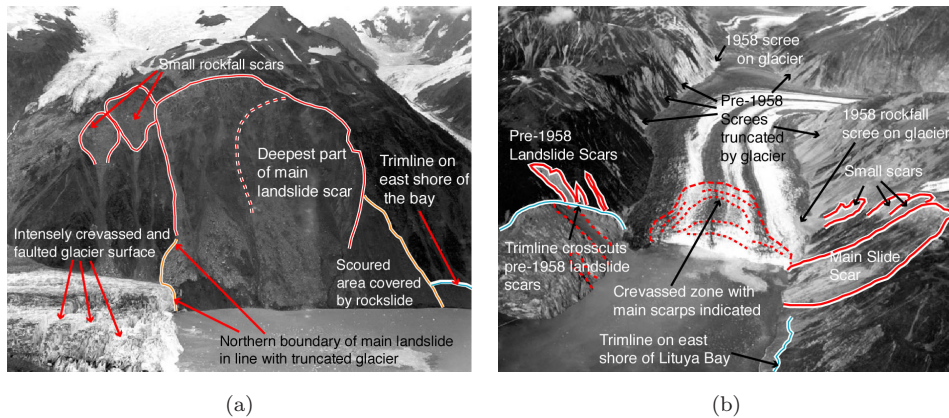 Small rockfall scars
Deepest part
of main
landslide scar
Trimline on
east shore of
the bay
Intensely crevassed and
faulted glacier surface
Scoured
area covered
by rockslide
Northern boundary of main landslide
in line with truncated glacier
(a)
1958 scree
on glacier
Pre-1958
Screes
truncated
by glacier
1958 rockfall
scree on glacier
Pre-1958
Landslide Scars
Small scars
Trimline crosscuts
pre-1958 landslide
scars
Main Slide
Scar
Crevassed zone with
main scarps indicated
Trimline on east
shore of Lituya Bay
(b)